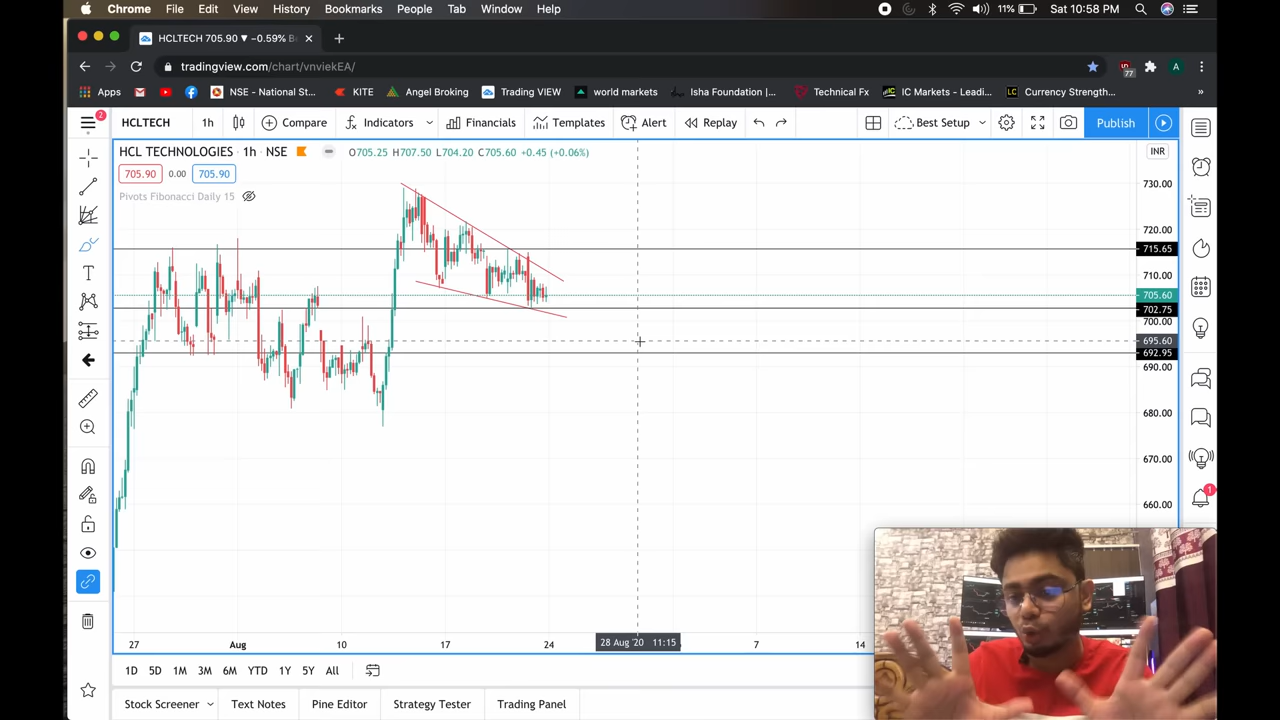 Chrome File Edit View History Bookmarks People Tab Window Help 11% Sat 10:58 PM
HCLTECH 705.90 ▼ −0.59% B
tradingview.com/chart/vnviekEA/
77
A
Apps NSE - National St... KITE Angel Broking Trading VIEW world markets Isha Foundation |... Technical Fx IC Markets - Leadi... LC Currency Strength... »
2
HCLTECH 1h Compare Indicators Financials Templates Alert Replay Best Setup Publish
HCL TECHNOLOGIES · 1h · NSE O705.25 H707.50 L704.20 C705.60 +0.45 (+0.06%) INR
705.90 0.00 705.90
Pivots Fibonacci Daily 15
730.00
720.00
715.65
710.00
705.60
702.75
700.00
695.60
692.95
690.00
680.00
670.00
660.00
1
27 Aug 10 17 24 28 Aug '20 11:15 7 14
1D 5D 1M 3M 6M YTD 1Y 5Y All
Stock Screener Text Notes Pine Editor Strategy Tester Trading Panel